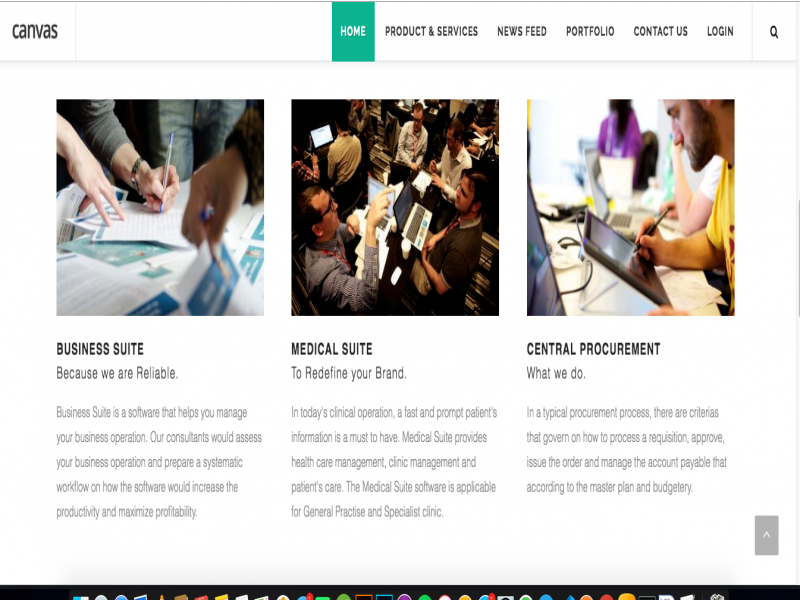 canvas
HOME PRODUCT & SERVICES NEWS FEED PORTFOLIO CONTACT US LOGIN
BUSINESS SUITE
Because we are Reliable.
Business Suite is a software that helps you manage
your business operation. Our consultants would assess
your business operation and prepare a systematic
workflow on how the software would increase the
productivity and maximize profitability.
MEDICAL SUITE
To Redefine your Brand.
In today's clinical operation, a fast and prompt patient's
information is a must to have. Medical Suite provides
health care management, clinic management and
patient's care. The Medical Suite software is applicable
for General Practise and Specialist clinic.
CENTRAL PROCUREMENT
What we do.
In a typical procurement process, there are criterias
that govern on how to process a requisition, approve,
issue the order and manage the account payable that
according to the master plan and budgetery.